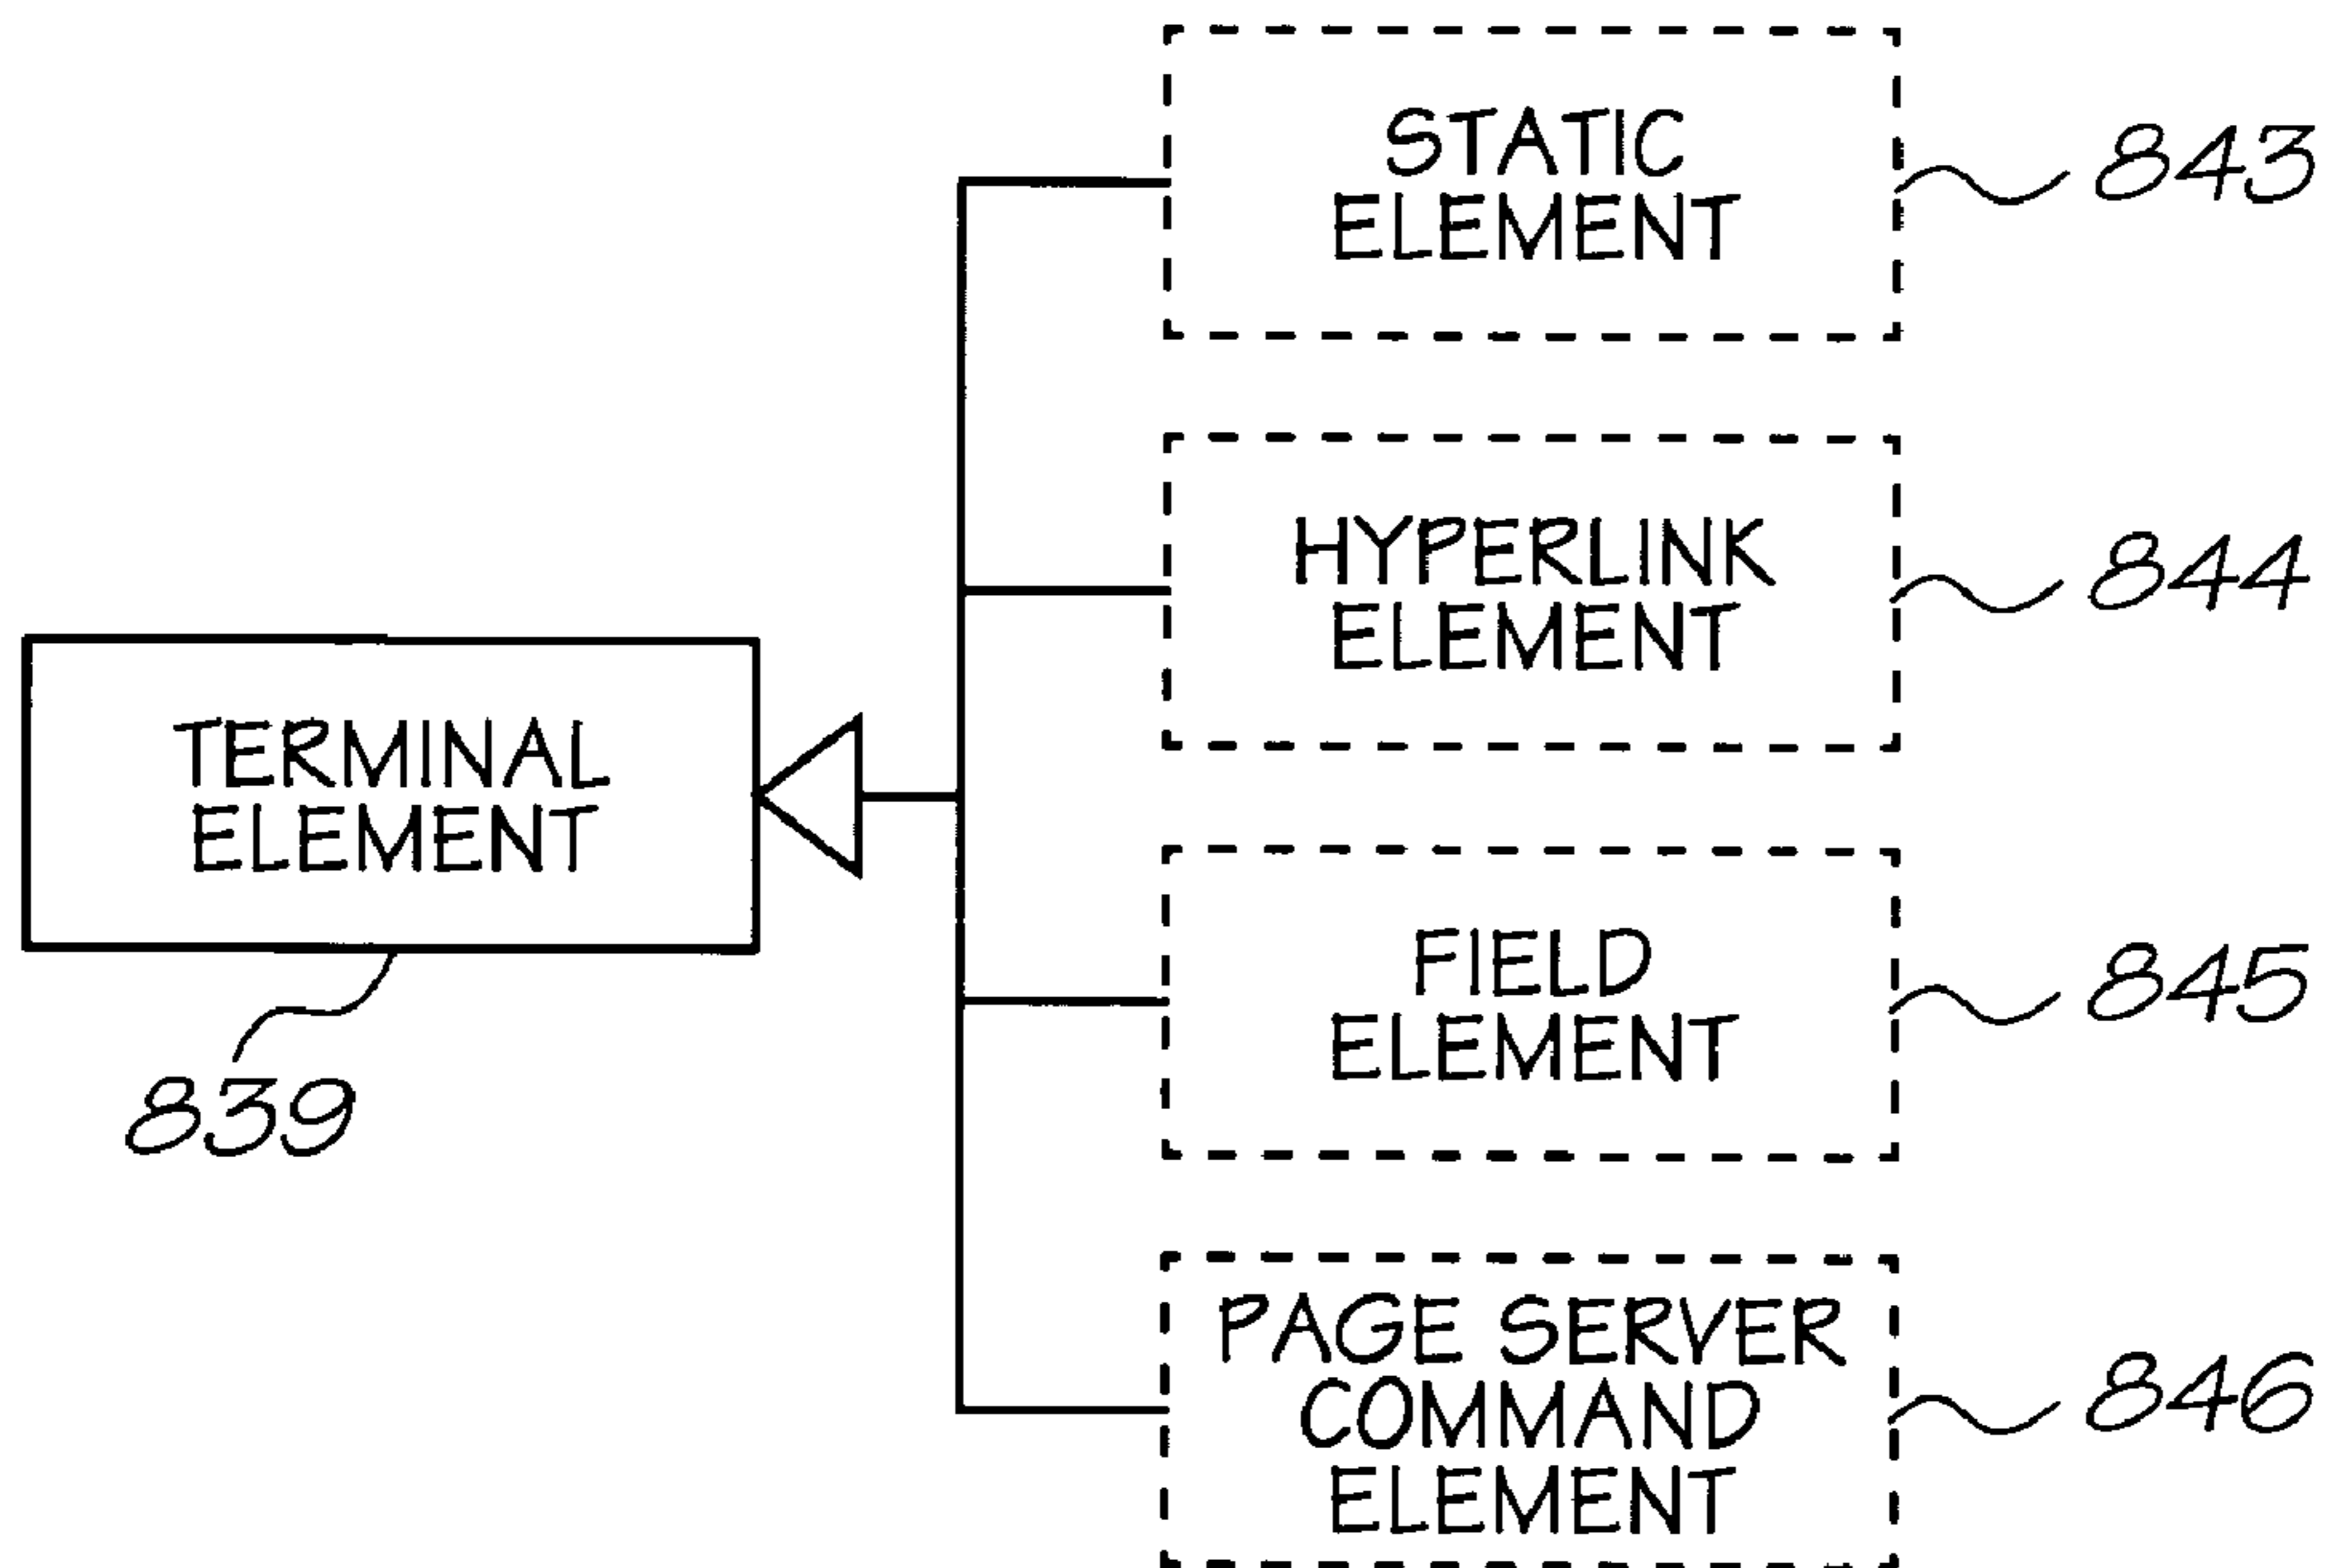 STATIC
ELEMENT
843
HYPERLINK
ELEMENT
844
TERMINAL
ELEMENT
839
FIELD
ELEMENT
845
PAGE SERVER
COMMAND
ELEMENT
846